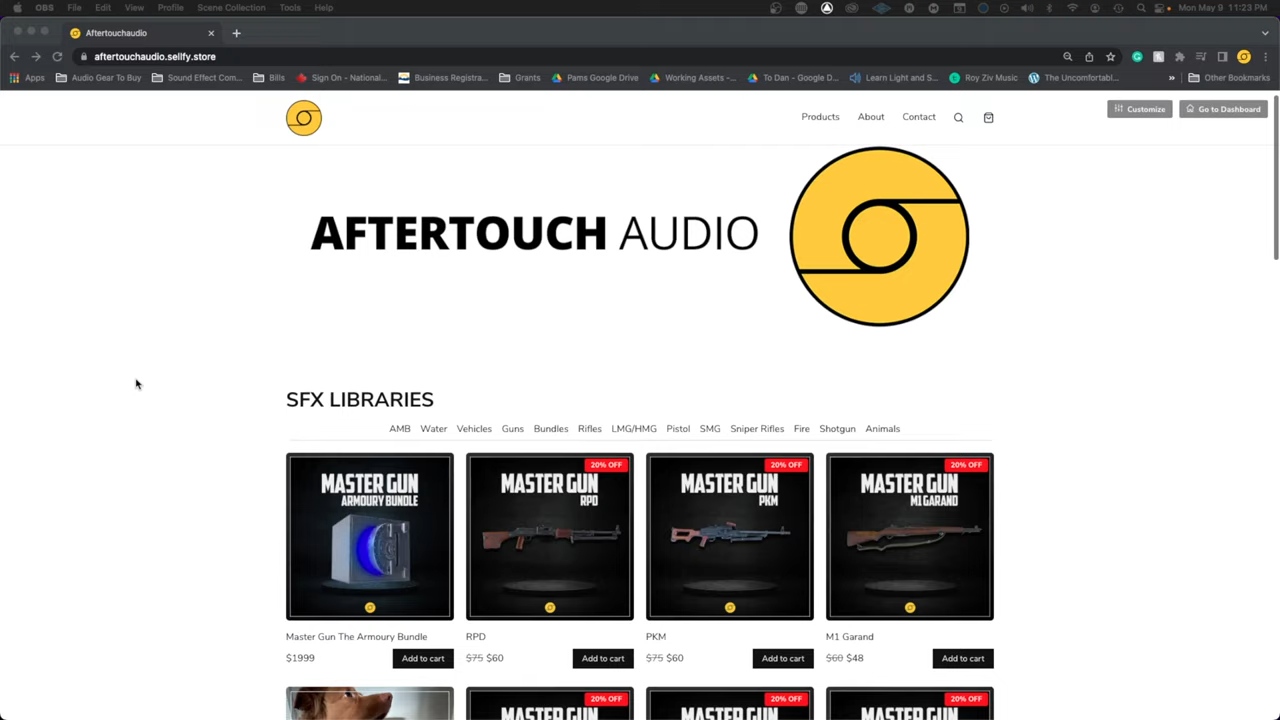 OBS File Edit View Profile Scene Collection Tools Help Mon May 9 11:23 PM
Aftertouchaudio
aftertouchaudio.sellfy.store
Apps Audio Gear To Buy Sound Effect Com... Bills Sign On - National... Business Registra... Grants Pams Google Drive Working Assets -... To Dan - Google D... Learn Light and S... Roy Ziv Music The Uncomfortabl... » Other Bookmarks
Products About Contact
Customize Go to Dashboard
AFTERTOUCH AUDIO
SFX LIBRARIES
AMB Water Vehicles Guns Bundles Rifles LMG/HMG Pistol SMG Sniper Rifles Fire Shotgun Animals
MASTER GUN
ARMOURY BUNDLE
20% OFF
MASTER GUN
RPD
20% OFF
MASTER GUN
PKM
20% OFF
MASTER GUN
M1 GARAND
Master Gun The Armoury Bundle
$1999 Add to cart
RPD
$75 $60 Add to cart
PKM
$75 $60 Add to cart
M1 Garand
$60 $48 Add to cart
20% OFF
MASTER GUN
20% OFF
MASTER GUN
20% OFF
MASTER GUN